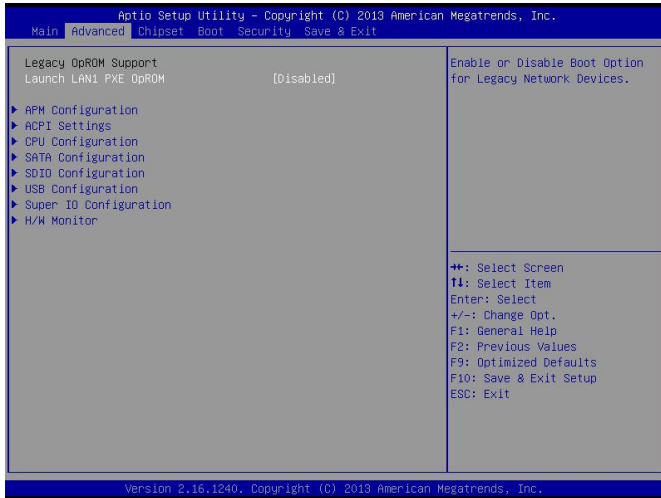 Aptio Setup Utility – Copyright (C) 2013 American Megatrends, Inc.
Main Advanced Chipset Boot Security Save & Exit
Legacy OpROM Support
Launch LAN1 PXE OpROM [Disabled]
▶ APM Configuration
▶ ACPI Settings
▶ CPU Configuration
▶ SATA Configuration
▶ SDIO Configuration
▶ USB Configuration
▶ Super IO Configuration
▶ H/W Monitor
Enable or Disable Boot Option
for Legacy Network Devices.
→←: Select Screen
↑↓: Select Item
Enter: Select
+/-: Change Opt.
F1: General Help
F2: Previous Values
F9: Optimized Defaults
F10: Save & Exit Setup
ESC: Exit
Version 2.16.1240. Copyright (C) 2013 American Megatrends, Inc.